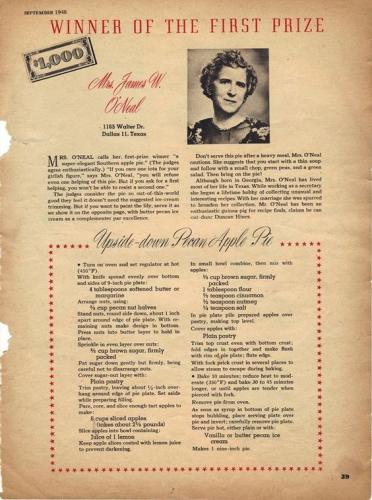 SEPTEMBER 1948
WINNER OF THE FIRST PRIZE
$1,000
Mrs. James W.
O'Neal
1165 Walter Dr.
Dallas 11, Texas
MRS. O'NEAL calls her first-prize winner "a
super-elegant Southern apple pie." (The judges
agree enthusiastically.) "If you care one iota for your
girlish figure," says Mrs. O'Neal, "you will refuse
even one helping of this pie. But if you ask for a first
helping, you won't be able to resist a second one."
The judges consider the pie so out-of-this-world
good they feel it doesn't need the suggested ice-cream
trimming. But if you want to paint the lily, serve it as
we show it on the opposite page, with butter pecan ice
cream as a complementary per excellence.
Don't serve this pie after a heavy meal, Mrs. O'Neal
cautions. She suggests that you start with a thin soup
and follow with a small chop, green peas, and a green
salad. Then bring on the pie!
Although born in Georgia, Mrs. O'Neal has lived
most of her life in Texas. While working as a secretary
she began a lifetime hobby of collecting unusual and
interesting recipes. With her marriage she was spurred
to broaden her collection. Mr. O'Neal has been an
enthusiastic guinea pig for recipe finds, claims he can
out-dour Duncan Hines.
Upside-down Pecan Apple Pie
• Turn on oven and set regulator at hot
(450°F)
With knife spread evenly over bottom
and sides of 9-inch pie plate:
4 tablespoons softened butter or
margarine
Arrange nuts, using:
⅔ cup pecan nut halves
Stand nuts, round side down, about 1 inch
apart around edge of pie plate. With re-
maining nuts make design in bottom.
Press nuts into butter layer to hold in
place.
Sprinkle in even layer over nuts:
⅔ cup brown sugar, firmly
packed
Pat sugar down gently but firmly, being
careful not to disarrange nuts.
Cover sugar-nut layer with:
Plain pastry
Trim pastry, leaving about ½-inch over-
hang around edge of pie plate. Set aside
while preparing filling.
Pare, core, and slice enough tart apples to
make:
6 cups sliced apples
(takes about 2½ pounds)
Slice apples into bowl containing:
Juice of 1 lemon
Keep apple slices coated with lemon juice
to prevent darkening.
In small bowl combine, then mix with
apples:
⅔ cup brown sugar, firmly
packed
1 tablespoon flour
½ teaspoon cinnamon
½ teaspoon nutmeg
¼ teaspoon salt
In pie plate pile prepared apples over
pastry, making top level.
Cover apples with:
Plain pastry
Trim top crust even with bottom crust;
fold edges in together and make flush
with rim of pie plate; flute edge.
With fork prick crust in several places to
allow steam to escape during baking.
• Bake 10 minutes; reduce heat to mod-
erate (350°F) and bake 30 to 45 minutes
longer, or until apples are tender when
pierced with fork.
Remove pie from oven.
As soon as syrup in bottom of pie plate
stops bubbling, place serving plate over
pie and invert; carefully remove pie plate.
Serve pie hot, either plain or with:
Vanilla or butter pecan ice
cream
Makes 1 nine-inch pie.
39